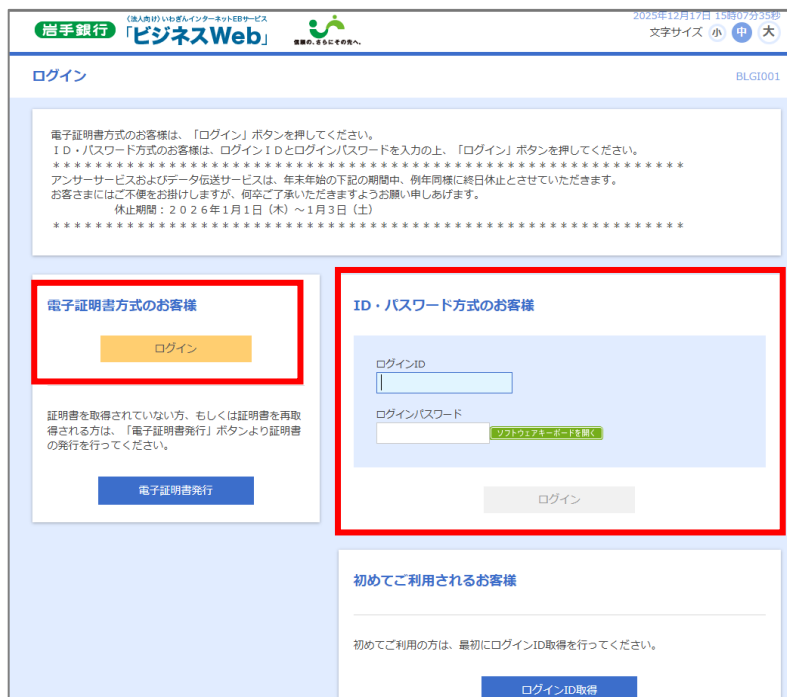 岩手銀行
(法人向け)いわぎんインターネットEBサービス
「ビジネスWeb」
信頼の、さらにその先へ。
2025年12月17日 15時07分35秒
文字サイズ 小 中 大
ログイン
BLGI001
電子証明書方式のお客様は、「ログイン」ボタンを押してください。
ＩＤ・パスワード方式のお客様は、ログインＩＤとログインパスワードを入力の上、「ログイン」ボタンを押してください。
＊＊＊＊＊＊＊＊＊＊＊＊＊＊＊＊＊＊＊＊＊＊＊＊＊＊＊＊＊＊＊＊＊＊＊＊＊＊＊＊＊＊＊＊＊＊＊＊
アンサーサービスおよびデータ伝送サービスは、年末年始の下記の期間中、例年同様に終日休止とさせていただきます。
お客さまにはご不便をお掛けしますが、何卒ご了承いただきますようお願い申しあげます。
休止期間：２０２６年１月１日（木）～１月３日（土）
＊＊＊＊＊＊＊＊＊＊＊＊＊＊＊＊＊＊＊＊＊＊＊＊＊＊＊＊＊＊＊＊＊＊＊＊＊＊＊＊＊＊＊＊＊＊＊＊
電子証明書方式のお客様
ログイン
証明書を取得されていない方、もしくは証明書を再取
得される方は、「電子証明書発行」ボタンより証明書
の発行を行ってください。
電子証明書発行
ID・パスワード方式のお客様
ログインID
ログインパスワード
ソフトウェアキーボードを開く
ログイン
初めてご利用されるお客様
初めてご利用の方は、最初にログインID取得を行ってください。
ログインID取得